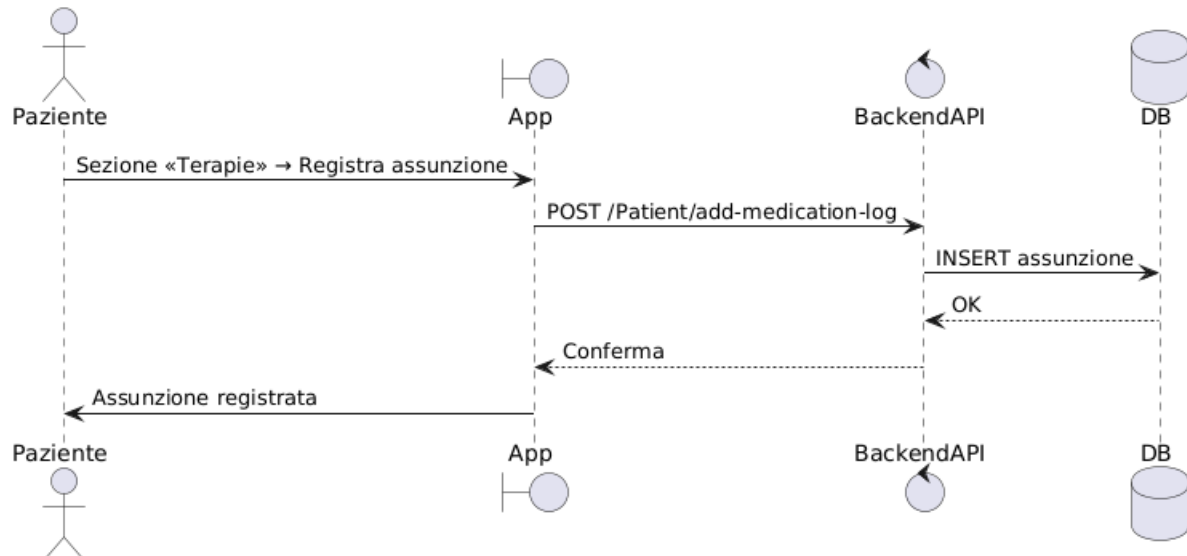 Paziente
App
BackendAPI
DB
Sezione «Terapie» → Registra assunzione
POST /Patient/add-medication-log
INSERT assunzione
OK
Conferma
Assunzione registrata
Paziente
App
BackendAPI
DB